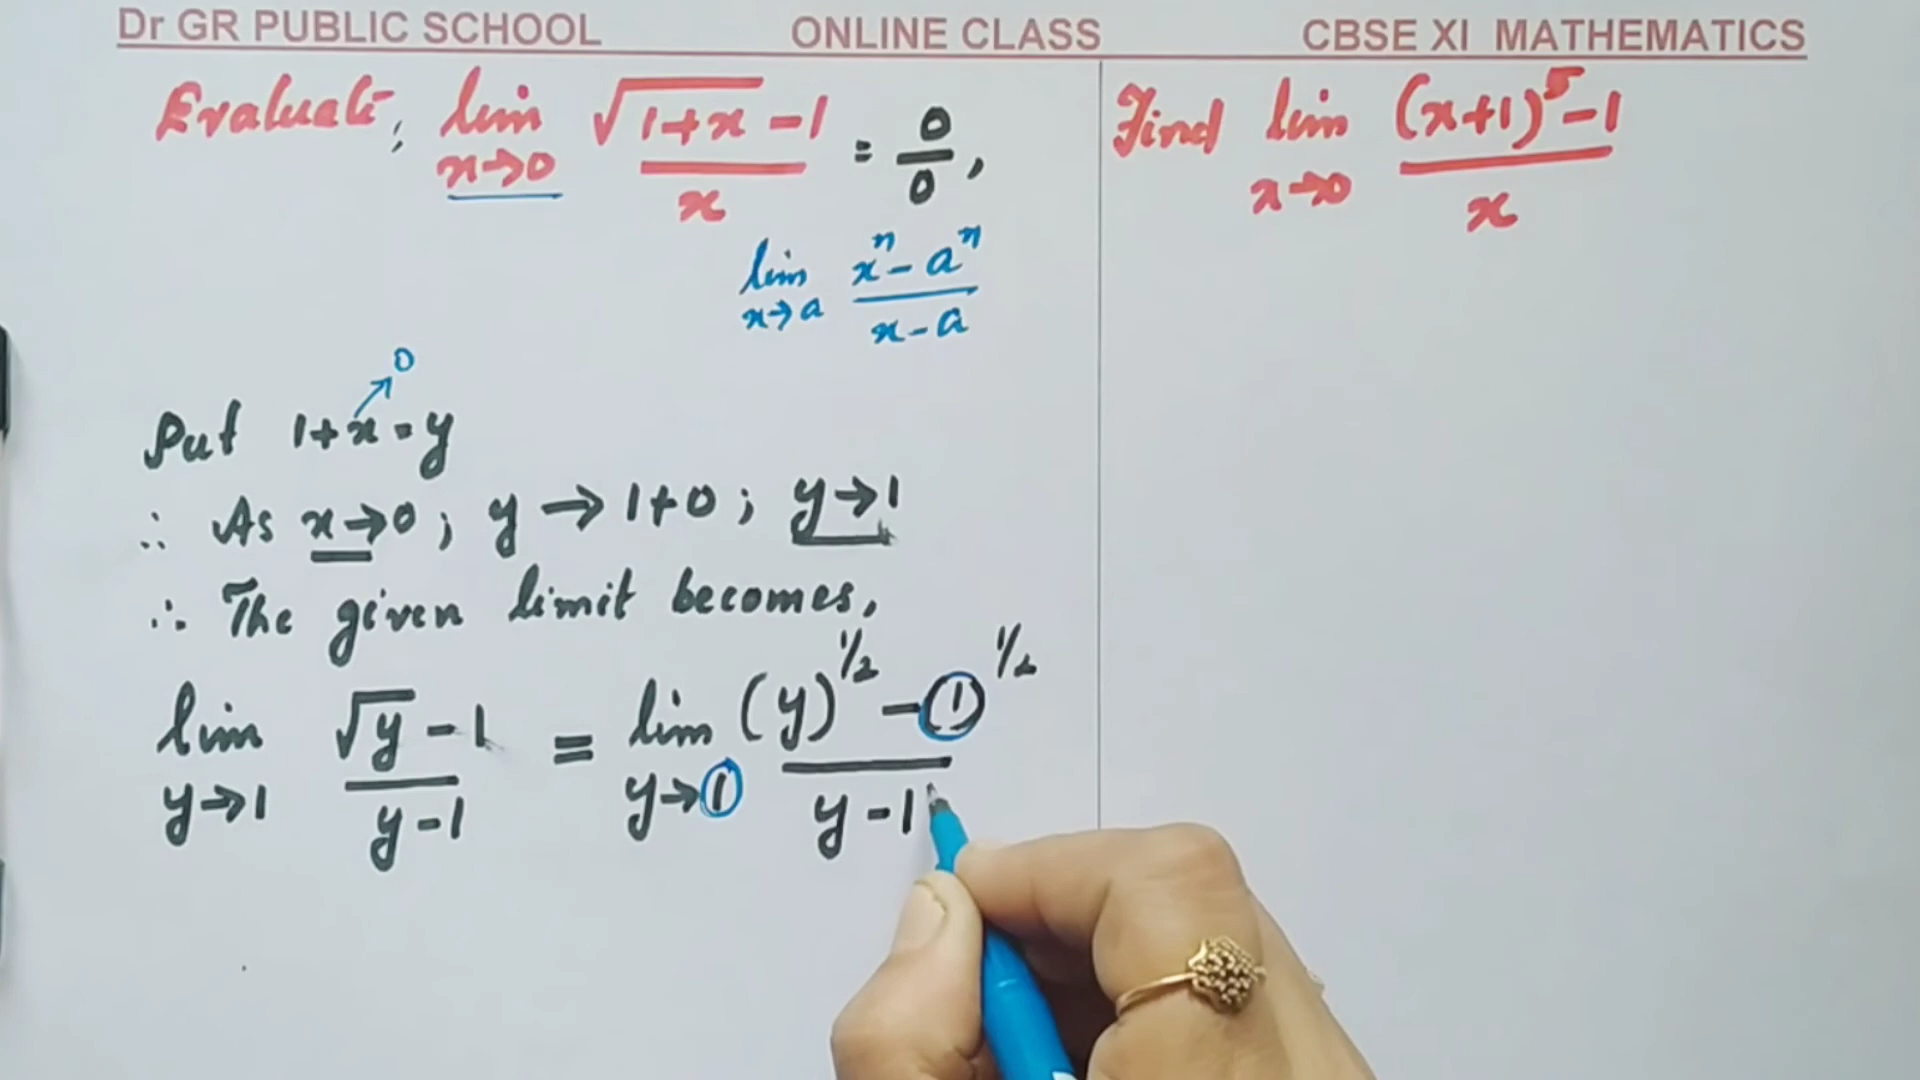 Dr GR PUBLIC SCHOOL ONLINE CLASS CBSE XI MATHEMATICS
Evaluate, lim x→0 (√(1+x) - 1)/x = 0/0,
lim x→a (xⁿ - aⁿ)/(x - a)
0
Put 1+x = y
∴ As x→0; y → 1+0; y→1
∴ The given limit becomes,
lim y→1 (√y - 1)/(y - 1) = lim y→1 ((y)^1/2 - 1^1/2)/(y - 1)
Find lim x→0 ((x+1)⁵ - 1)/x